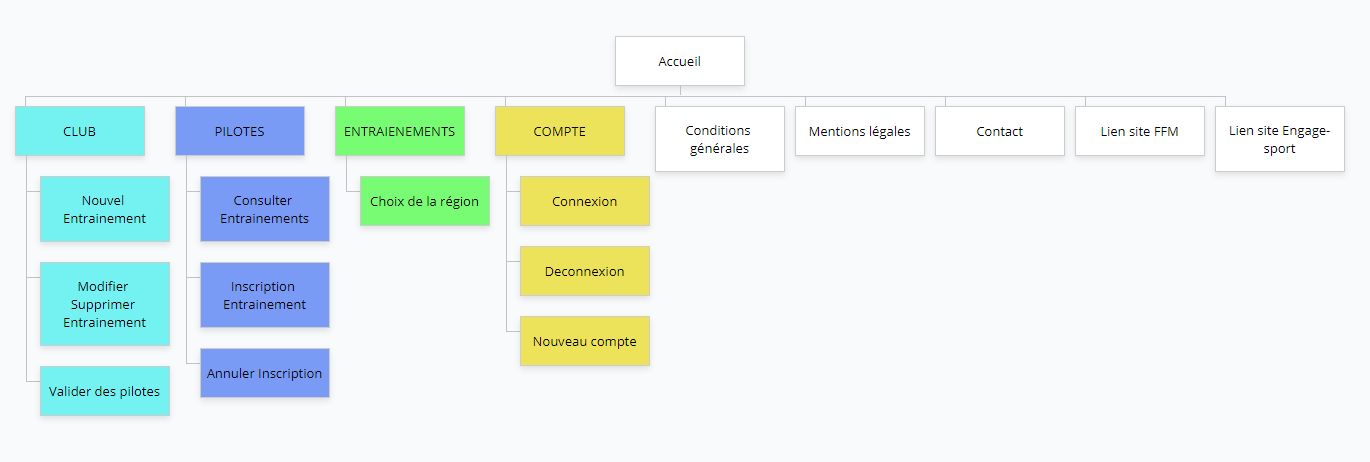 Accueil
CLUB
PILOTES
ENTRAIENEMENTS
COMPTE
Conditions
générales
Mentions légales
Contact
Lien site FFM
Lien site Engage-
sport
Nouvel
Entrainement
Modifier
Supprimer
Entrainement
Valider des pilotes
Consulter
Entrainements
Inscription
Entrainement
Annuler Inscription
Choix de la région
Connexion
Deconnexion
Nouveau compte